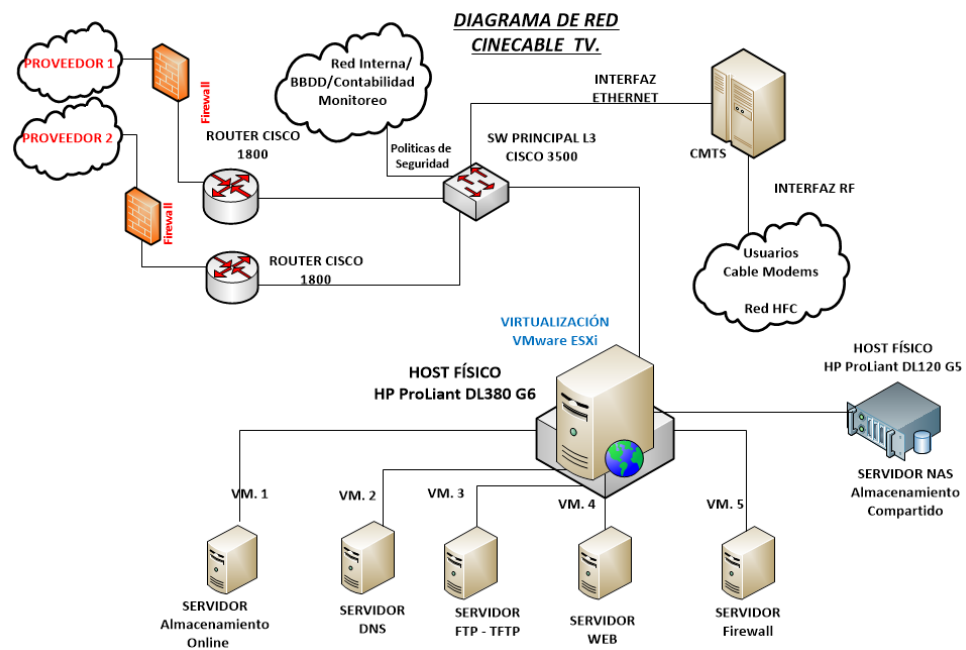 DIAGRAMA DE RED
CINECABLE TV.
PROVEEDOR 1
Firewall
PROVEEDOR 2
Firewall
ROUTER CISCO
1800
ROUTER CISCO
1800
Red Interna/
BBDD/Contabilidad
Monitoreo
Politicas de
Seguridad
SW PRINCIPAL L3
CISCO 3500
INTERFAZ
ETHERNET
CMTS
INTERFAZ RF
Usuarios
Cable Modems
Red HFC
VIRTUALIZACIÓN
VMware ESXi
HOST FÍSICO
HP ProLiant DL380 G6
HOST FÍSICO
HP ProLiant DL120 G5
SERVIDOR NAS
Almacenamiento
Compartido
VM. 1
VM. 2
VM. 3
VM. 4
VM. 5
SERVIDOR
Almacenamiento
Online
SERVIDOR
DNS
SERVIDOR
FTP - TFTP
SERVIDOR
WEB
SERVIDOR
Firewall